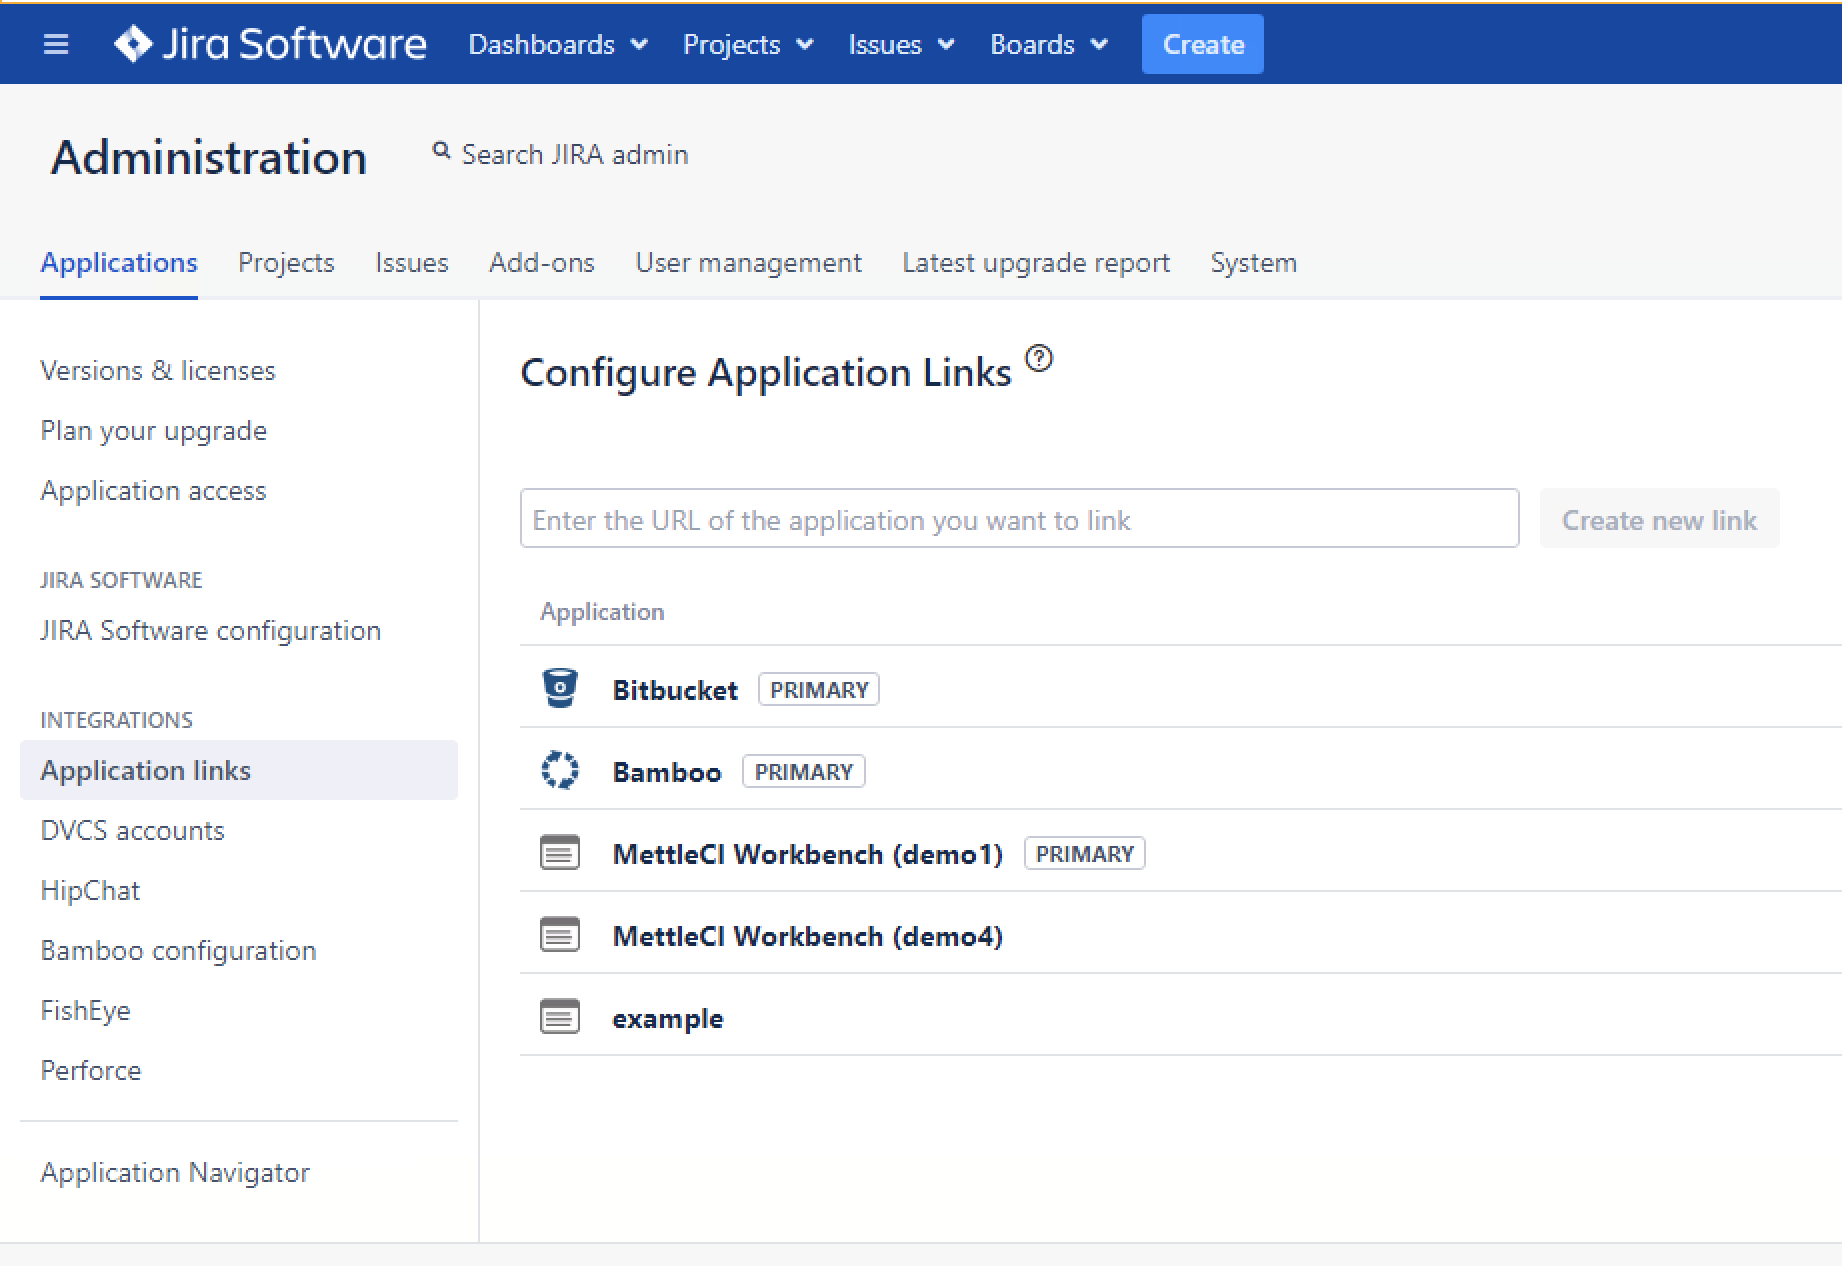 Jira Software Dashboards Projects Issues Boards Create
Administration Search JIRA admin
Applications Projects Issues Add-ons User management Latest upgrade report System
Versions & licenses
Plan your upgrade
Application access
JIRA SOFTWARE
JIRA Software configuration
INTEGRATIONS
Application links
DVCS accounts
HipChat
Bamboo configuration
FishEye
Perforce
Application Navigator
Configure Application Links ?
Enter the URL of the application you want to link Create new link
Application
Bitbucket PRIMARY
Bamboo PRIMARY
MettleCI Workbench (demo1) PRIMARY
MettleCI Workbench (demo4)
example